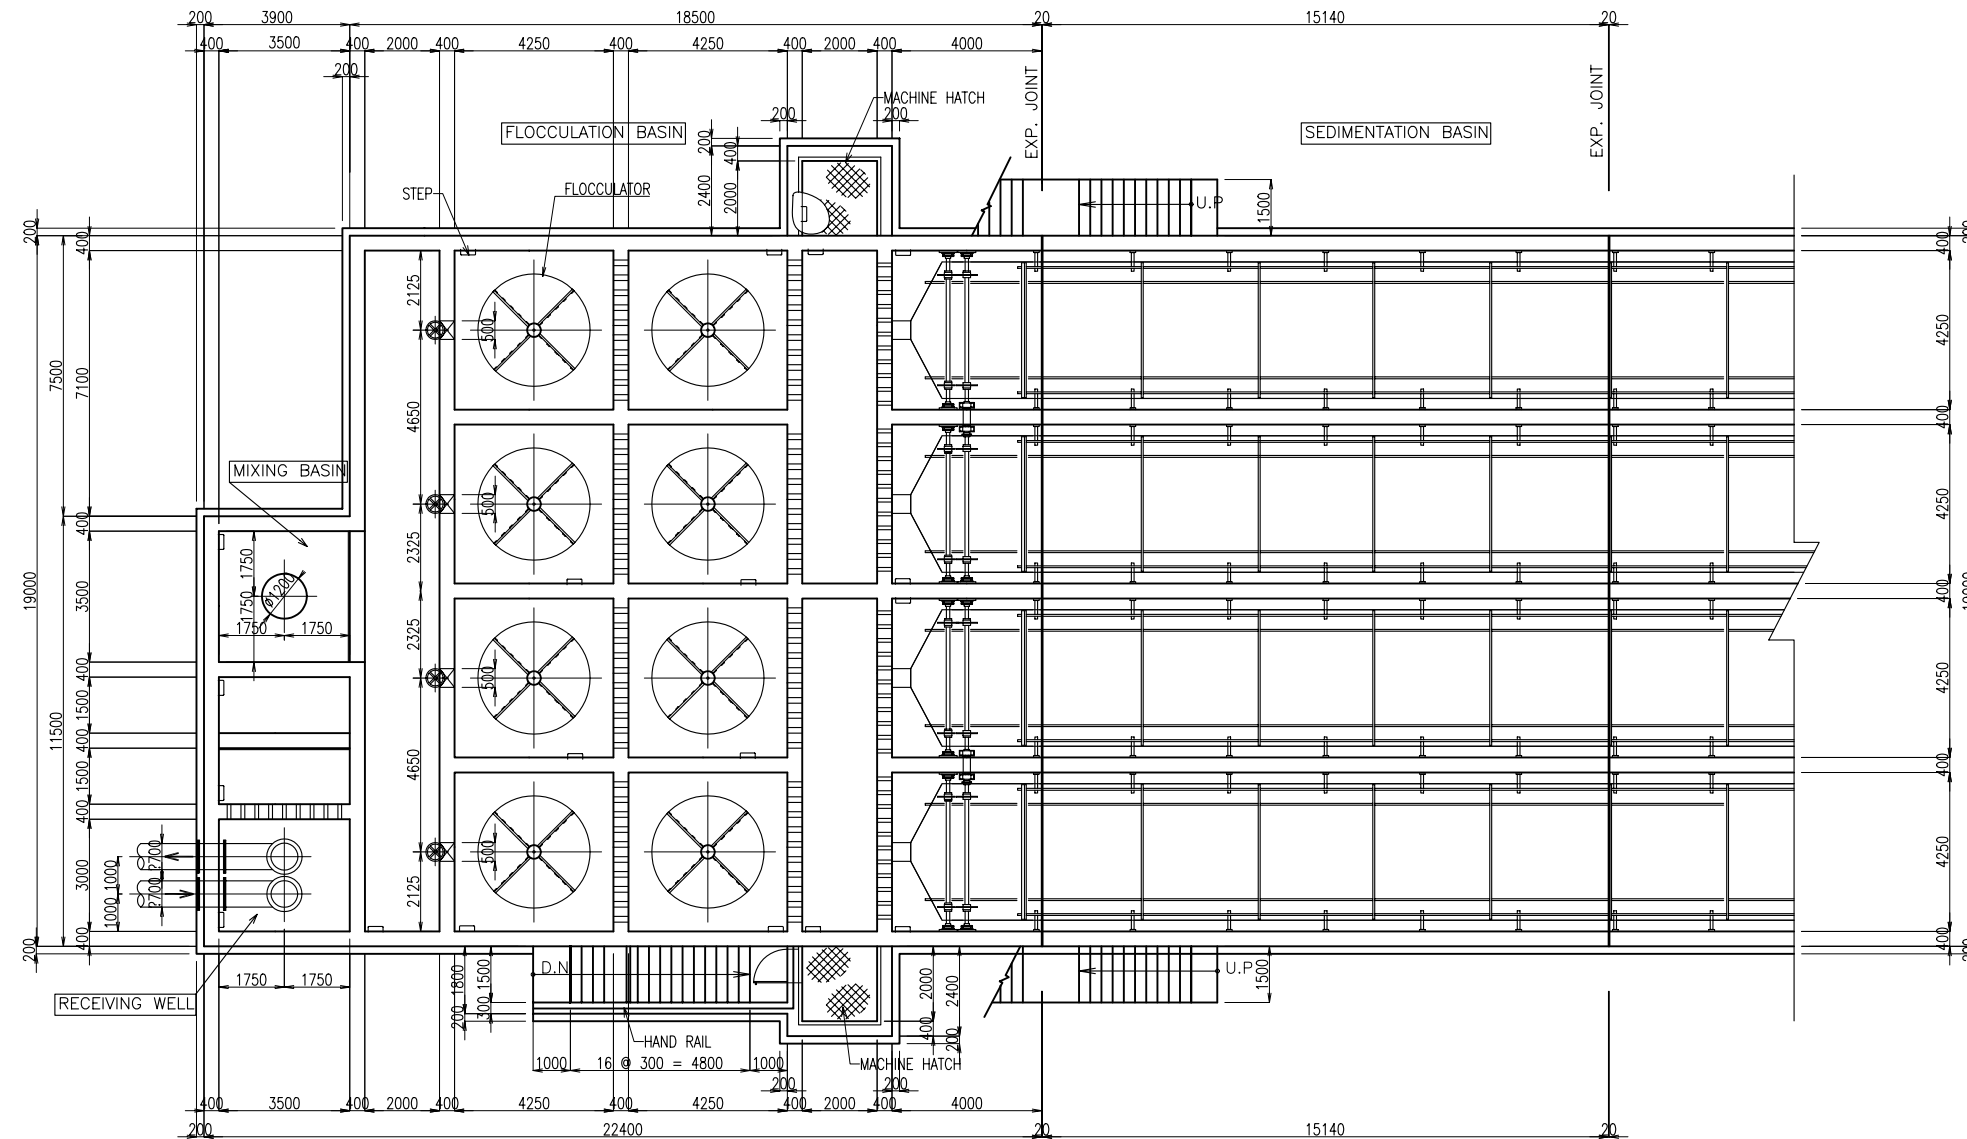 200 3900 18500 20 15140 20
400 3500 400 2000 400 4250 400 4250 400 2000 400 4000
200
EXP. JOINT
EXP. JOINT
MACHINE HATCH
200 200
FLOCCULATION BASIN
SEDIMENTATION BASIN
200
400
2400
2000
STEP
FLOCCULATOR
U.P
1500
200
400
2125
500
7500
7100
4650
4250
400
MIXING BASIN
500
400
4250
2325
1750
Ø1200
1750
1750 1750
19000
3500
400
2325
500
4250
400
1500
11500
400
4650
1500
400
400
4250
3000
?700
?700
1000
1000
500
2125
400
200
400
D.N
U.P
1500
1750 1750
1800
1500
300
200
2000
2400
400
200
RECEIVING WELL
HAND RAIL
1000 16 @ 300 = 4800 1000
MACHINE HATCH
200 200
400 3500 400 2000 400 4250 400 4250 400 2000 400 4000
200 22400 20 15140 20